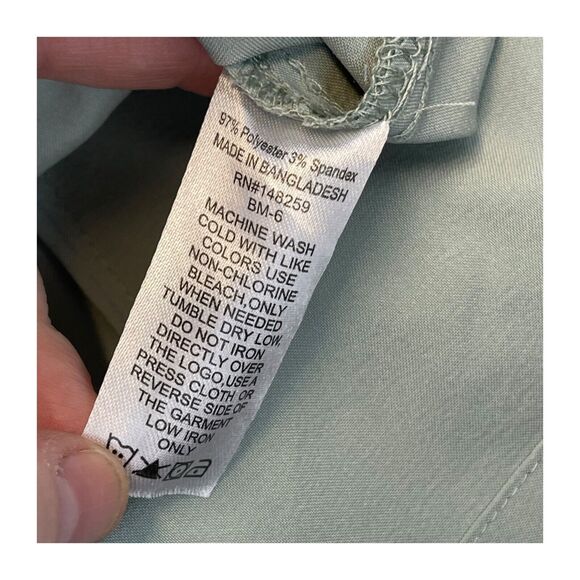 97% Polyester 3% Spandex
MADE IN BANGLADESH
RN#148259
BM-6
MACHINE WASH
COLD WITH LIKE
COLORS USE
NON-CHLORINE
BLEACH,ONLY
WHEN NEEDED
TUMBLE DRY LOW,
DO NOT IRON
DIRECTLY OVER
THE LOGO,USE A
PRESS CLOTH OR
REVERSE SIDE OF
THE GARMENT
LOW IRON
ONLY